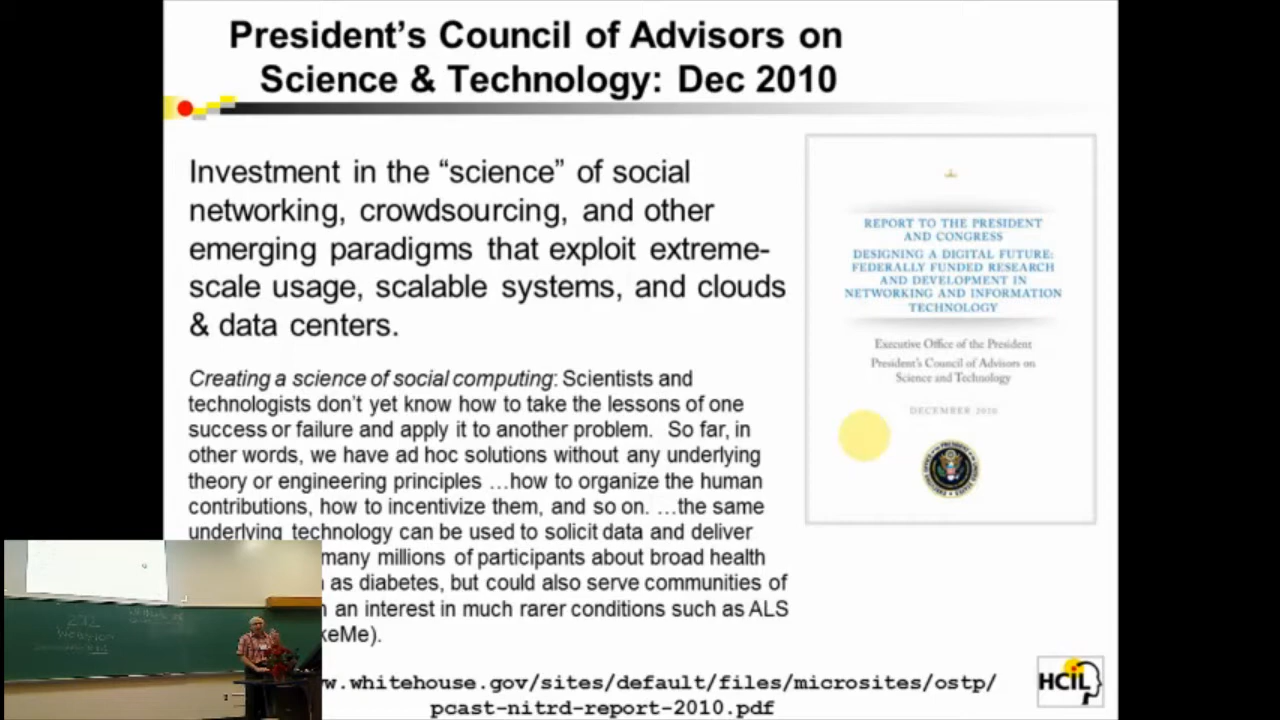 President’s Council of Advisors on
Science & Technology: Dec 2010
Investment in the “science” of social
networking, crowdsourcing, and other
emerging paradigms that exploit extreme-
scale usage, scalable systems, and clouds
& data centers.
Creating a science of social computing: Scientists and
technologists don’t yet know how to take the lessons of one
success or failure and apply it to another problem. So far, in
other words, we have ad hoc solutions without any underlying
theory or engineering principles …how to organize the human
contributions, how to incentivize them, and so on. …the same
underlying technology can be used to solicit data and deliver
many millions of participants about broad health
as diabetes, but could also serve communities of
an interest in much rarer conditions such as ALS
keMe).
w.whitehouse.gov/sites/default/files/microsites/ostp/
pcast-nitrd-report-2010.pdf
REPORT TO THE PRESIDENT
AND CONGRESS
DESIGNING A DIGITAL FUTURE:
FEDERALLY FUNDED RESEARCH
AND DEVELOPMENT IN
NETWORKING AND INFORMATION
TECHNOLOGY
Executive Office of the President
President’s Council of Advisors on
Science and Technology
DECEMBER 2010
HCIL